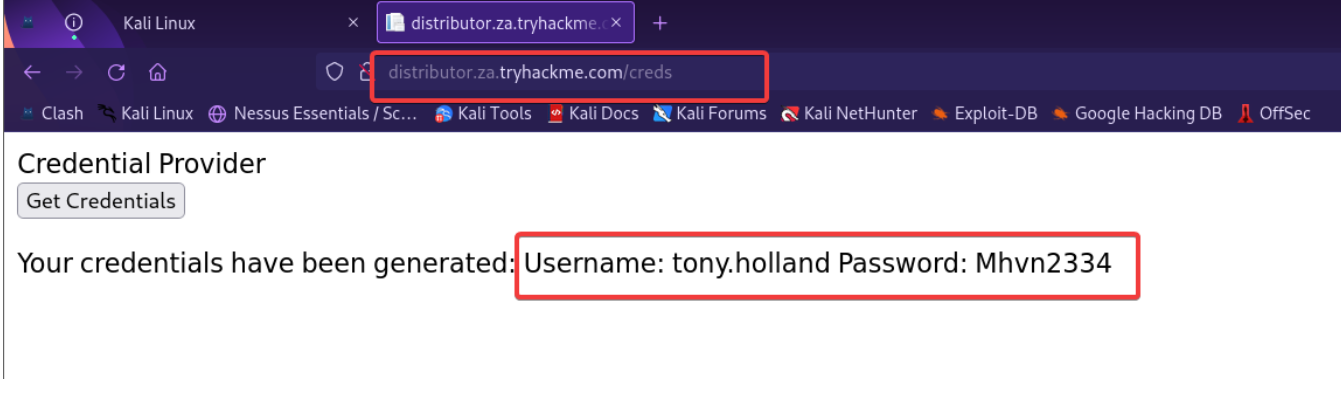 Kali Linux
distributor.za.tryhackme.c
distributor.za.tryhackme.com/creds
Clash Kali Linux Nessus Essentials / Sc... Kali Tools Kali Docs Kali Forums Kali NetHunter Exploit-DB Google Hacking DB OffSec
Credential Provider
Get Credentials
Your credentials have been generated: Username: tony.holland Password: Mhvn2334